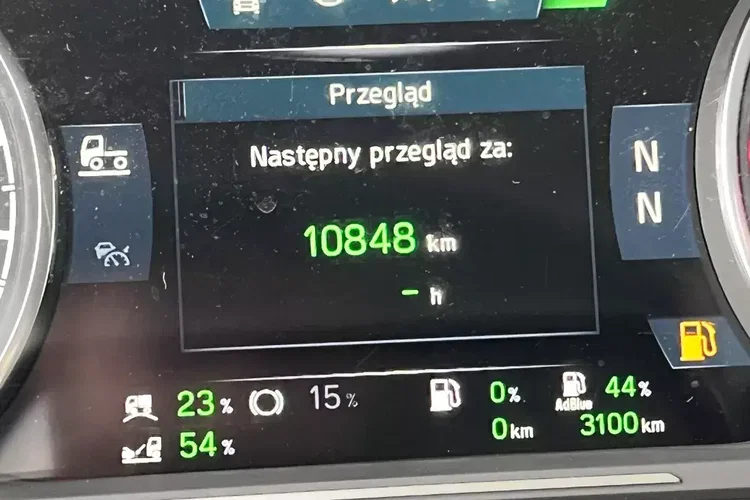 Przegląd
Następny przegląd za:
10848 km
- h
N
N
23 % 15 % 0% 44 %
AdBlue
54 % 0 km 3100 km